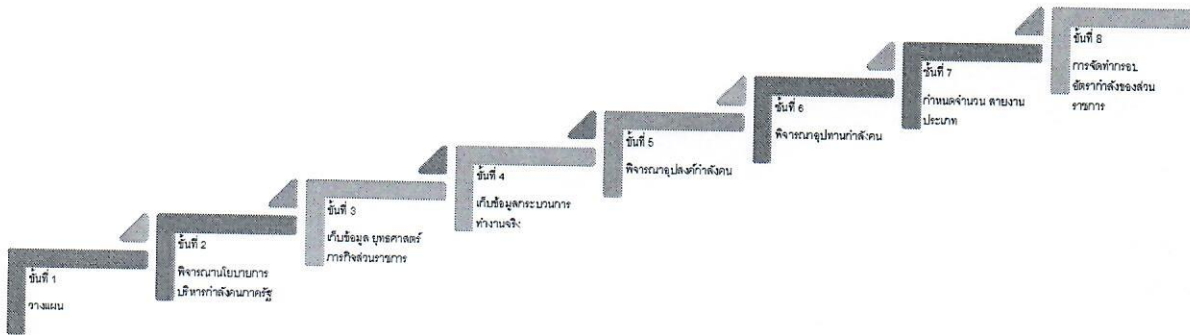 ขั้นที่ 1
วางแผน
ขั้นที่ 2
พิจารณานโยบายการ
บริหารกำลังคนภาครัฐ
ขั้นที่ 3
เก็บข้อมูล ยุทธศาสตร์
ภารกิจส่วนราชการ
ขั้นที่ 4
เก็บข้อมูลกระบวนการ
ทำงานจริง
ขั้นที่ 5
พิจารณาอุปสงค์กำลังคน
ขั้นที่ 6
พิจารณาอุปทานกำลังคน
ขั้นที่ 7
กำหนดจำนวน สายงาน
ประเภท
ขั้นที่ 8
การจัดทำกรอบ
อัตรากำลังของส่วน
ราชการ